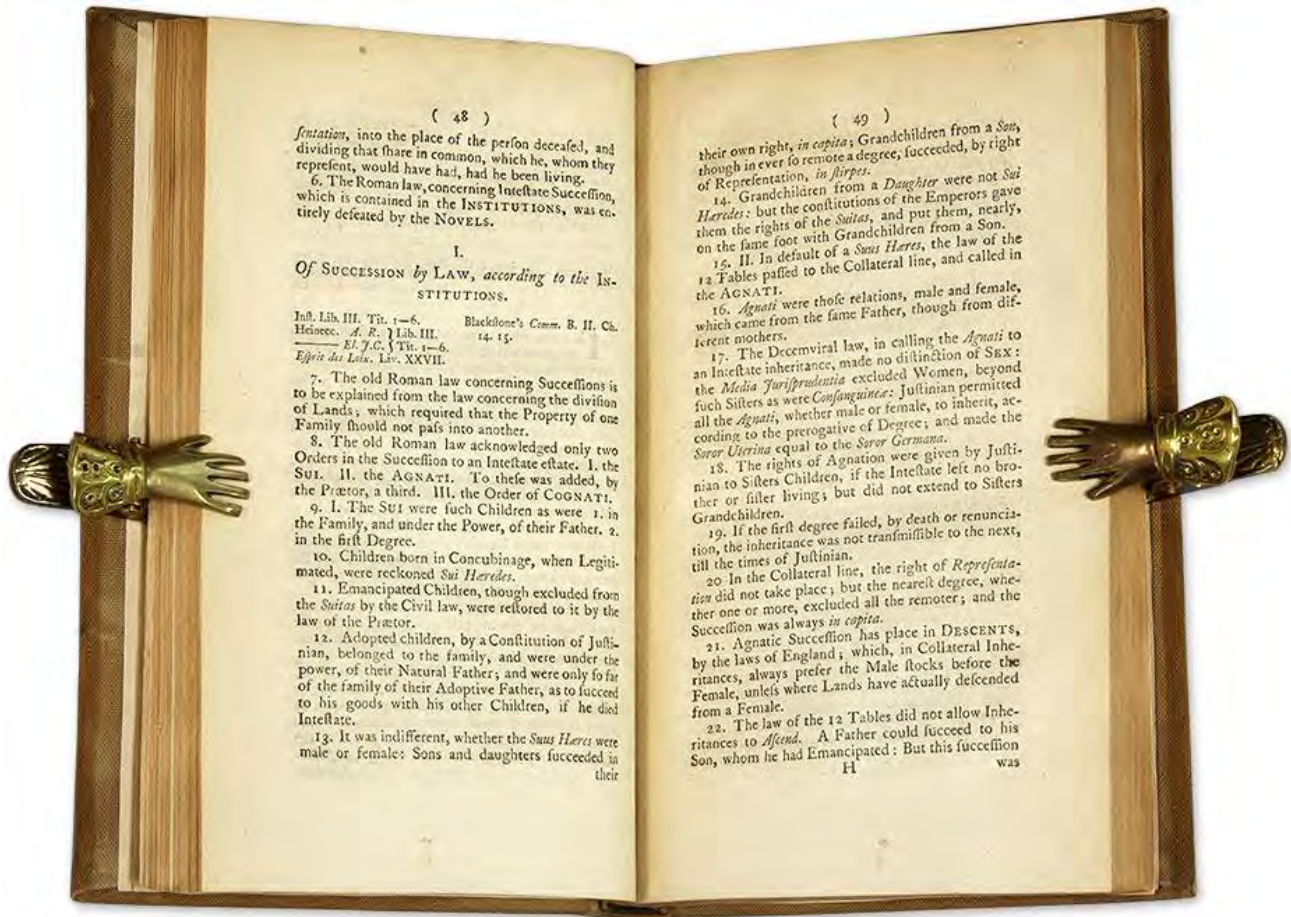 ( 48 )
ſentation, into the place of the perſon deceaſed, and
dividing that ſhare in common, which he, whom they
repreſent, would have had, had he been living.
6. The Roman law, concerning Inteſtate Succeſſion,
which is contained in the INSTITUTIONS, was en-
tirely defeated by the NOVELS.
I.
Of SUCCESSION by LAW, according to the IN-
STITUTIONS.
Inſt. Lib. III. Tit. 1—6.
Heinecc. A. R. } Lib. III.
——— El. J.C. } Tit. 1—6.
Eſprit des Loix. Liv. XXVII.
Blackſtone's Comm. B. II. Ch.
14. 15.
7. The old Roman law concerning Succeſſions is
to be explained from the law concerning the diviſion
of Lands; which required that the Property of one
Family ſhould not paſs into another.
8. The old Roman law acknowledged only two
Orders in the Succeſſion to an Inteſtate eſtate. I. the
SUI. II. the AGNATI. To theſe was added, by
the Prætor, a third. III. the Order of COGNATI.
9. I. The SUI were ſuch Children as were 1. in
the Family, and under the Power, of their Father. 2.
in the firſt Degree.
10. Children born in Concubinage, when Legiti-
mated, were reckoned Sui Hæredes.
11. Emancipated Children, though excluded from
the Suitas by the Civil law, were reſtored to it by the
law of the Prætor.
12. Adopted children, by a Conſtitution of Juſti-
nian, belonged to the family, and were under the
power, of their Natural Father; and were only ſo far
of the family of their Adoptive Father, as to ſucceed
to his goods with his other Children, if he died
Inteſtate.
13. It was indifferent, whether the Suus Hæres were
male or female: Sons and daughters ſucceeded in
their
( 49 )
their own right, in capita; Grandchildren from a Son,
though in ever ſo remote a degree, ſucceeded, by right
of Repreſentation, in ſtirpes.
14. Grandchildren from a Daughter were not Sui
Hæredes: but the conſtitutions of the Emperors gave
them the rights of the Suitas, and put them, nearly,
on the ſame foot with Grandchildren from a Son.
15. II. In default of a Suus Hæres, the law of the
12 Tables paſſed to the Collateral line, and called in
the AGNATI.
16. Agnati were thoſe relations, male and female,
which came from the ſame Father, though from dif-
ferent mothers.
17. The Decemviral law, in calling the Agnati to
an Inteſtate inheritance, made no diſtinction of SEX:
the Media Juriſprudentia excluded Women, beyond
ſuch Siſters as were Conſanguineæ: Juſtinian permitted
all the Agnati, whether male or female, to inherit, ac-
cording to the prerogative of Degree; and made the
Soror Uterina equal to the Soror Germana.
18. The rights of Agnation were given by Juſti-
nian to Siſters Children, if the Inteſtate left no bro-
ther or ſiſter living; but did not extend to Siſters
Grandchildren.
19. If the firſt degree failed, by death or renuncia-
tion, the inheritance was not tranſmiſſible to the next,
till the times of Juſtinian.
20 In the Collateral line, the right of Repreſenta-
tion did not take place; but the neareſt degree, whe-
ther one or more, excluded all the remoter; and the
Succeſſion was always in capita.
21. Agnatic Succeſſion has place in DESCENTS,
by the laws of England; which, in Collateral Inhe-
ritances, always prefer the Male ſtocks before the
Female, unleſs where Lands have actually deſcended
from a Female.
22. The law of the 12 Tables did not allow Inhe-
ritances to Aſcend. A Father could ſucceed to his
Son, whom he had Emancipated: But this ſucceſſion
H was